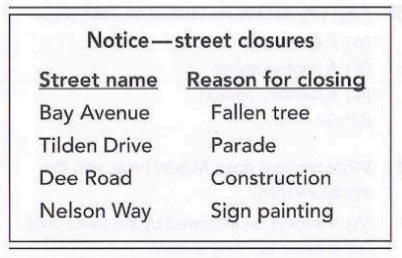 Notice—street closures
Street name Reason for closing
Bay Avenue Fallen tree
Tilden Drive Parade
Dee Road Construction
Nelson Way Sign painting